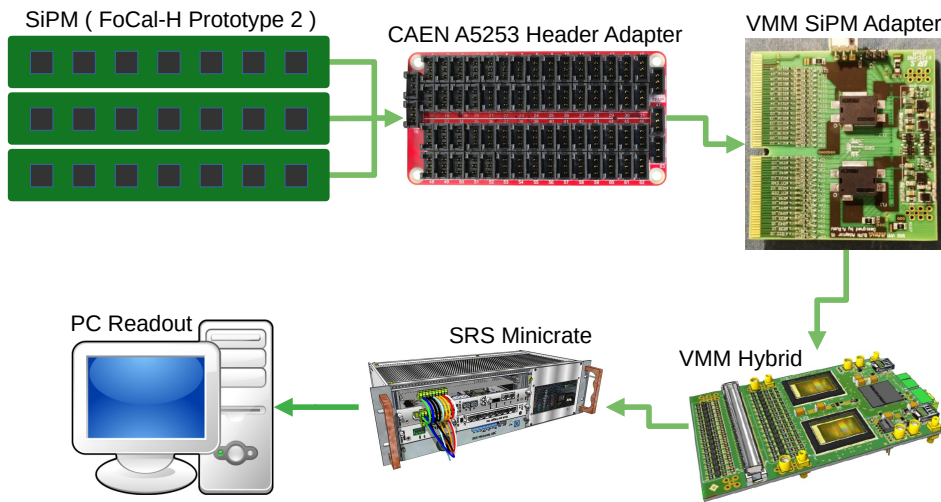 SiPM ( FoCal-H Prototype 2 )
CAEN A5253 Header Adapter
VMM SiPM Adapter
PC Readout
SRS Minicrate
VMM Hybrid